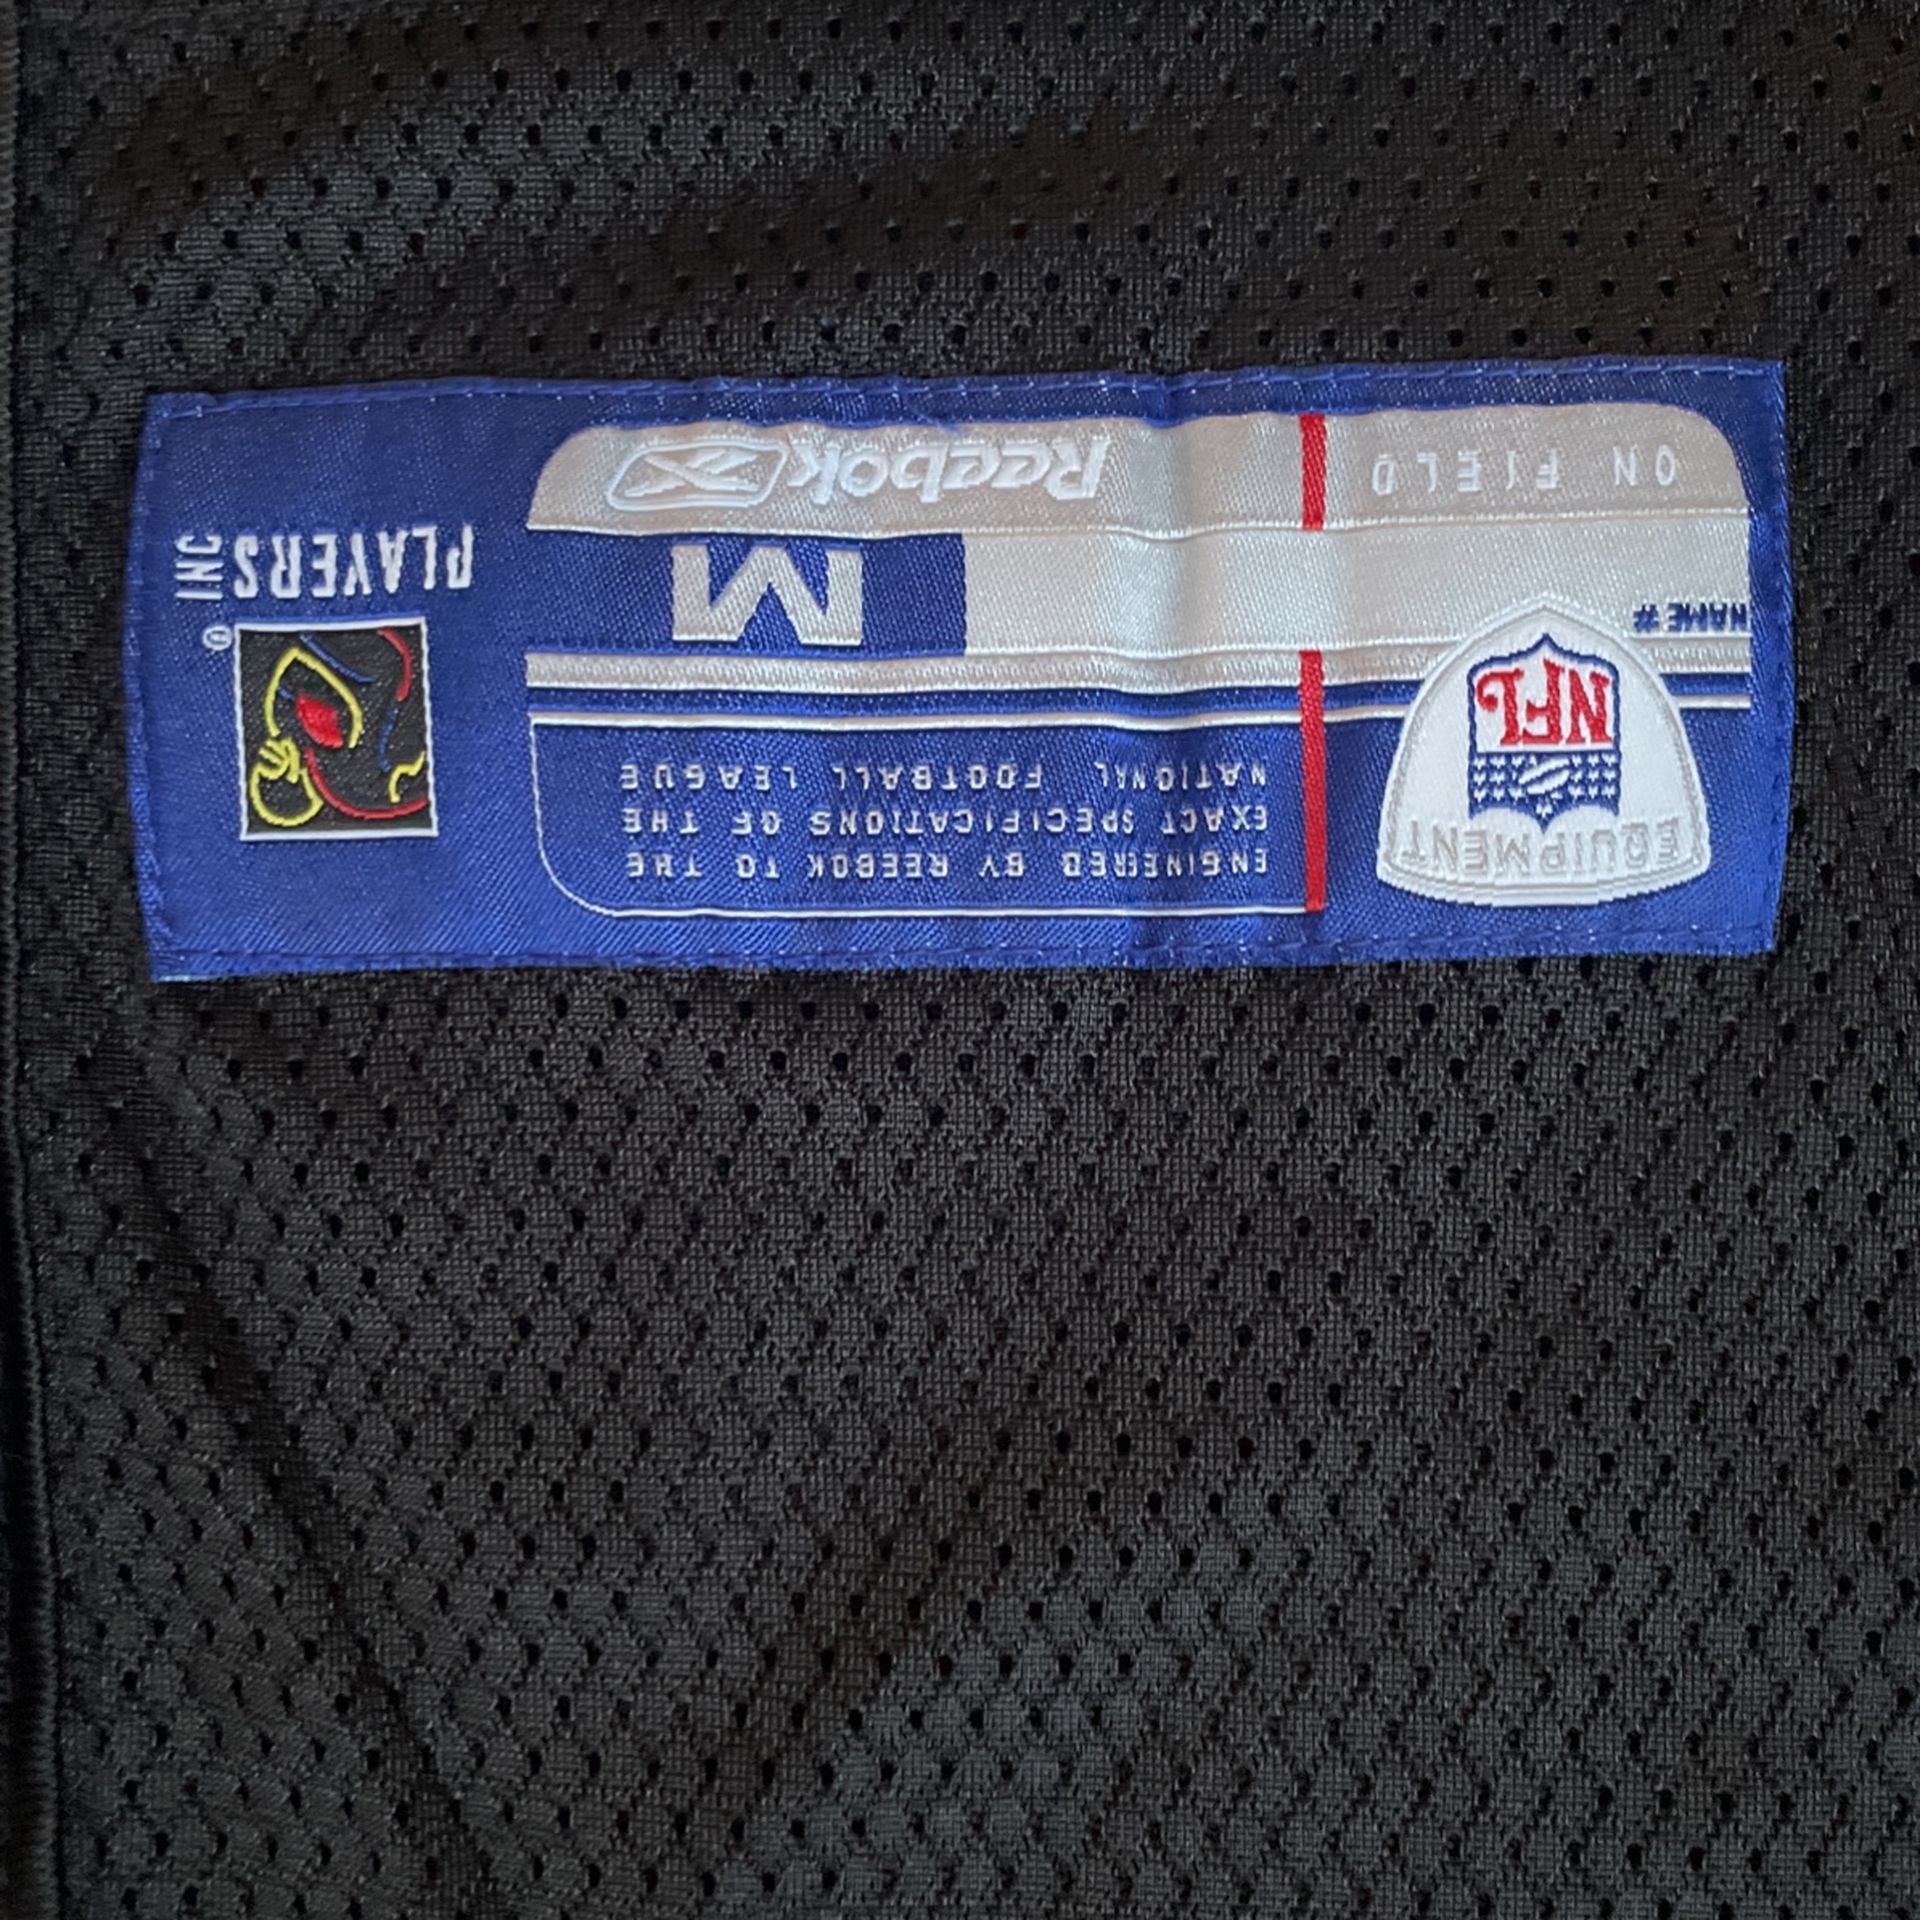 EQUIPMENT
NFL
ENGINEERED BY REEBOK TO THE
EXACT SPECIFICATIONS OF THE
NATIONAL FOOTBALL LEAGUE
NAME #
M
ON FIELD
Reebok
PLAYERS
INC